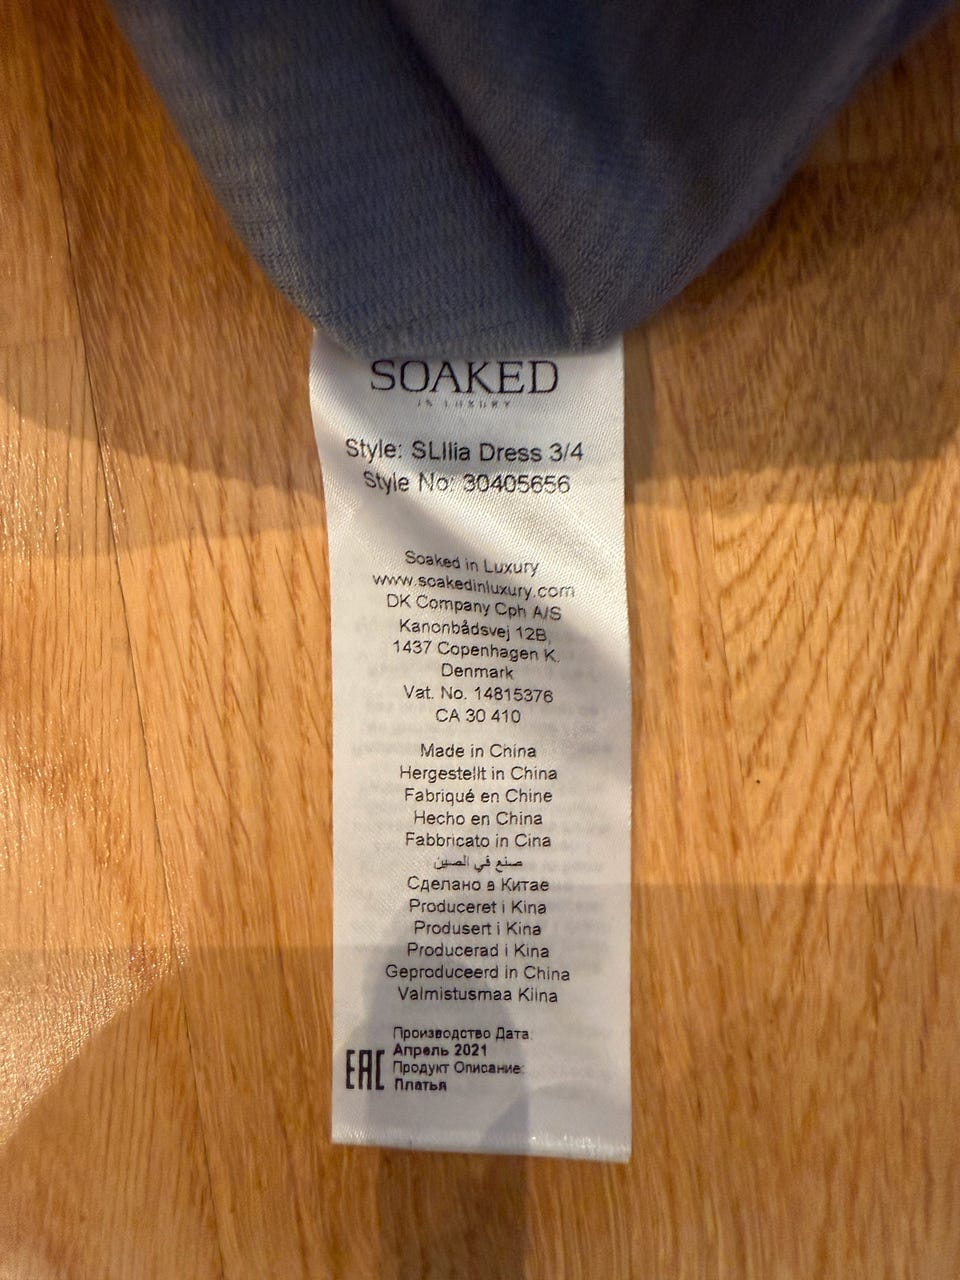 SOAKED
IN LUXURY
Style: SLIlia Dress 3/4
Style No: 30405656
Soaked in Luxury
www.soakedinluxury.com
DK Company Cph A/S
Kanonbådsvej 12B,
1437 Copenhagen K.
Denmark
Vat. No. 14815376
CA 30 410
Made in China
Hergestellt in China
Fabriqué en Chine
Hecho en China
Fabbricato in Cina
صنع في الصين
Сделано в Китае
Produceret i Kina
Produsert i Kina
Producerad i Kina
Geproduceerd in China
Valmistusmaa Kiina
Производство Дата:
Апрель 2021
EAC Продукт Описание:
Платья